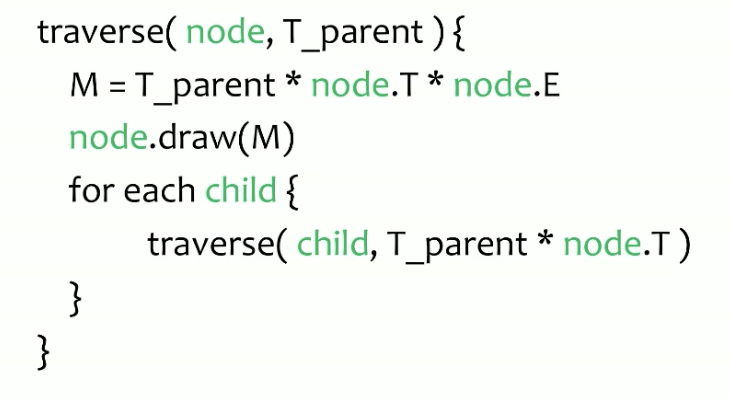 traverse( node, T_parent ) {
M = T_parent * node.T * node.E
node.draw(M)
for each child {
traverse( child, T_parent * node.T )
}
}